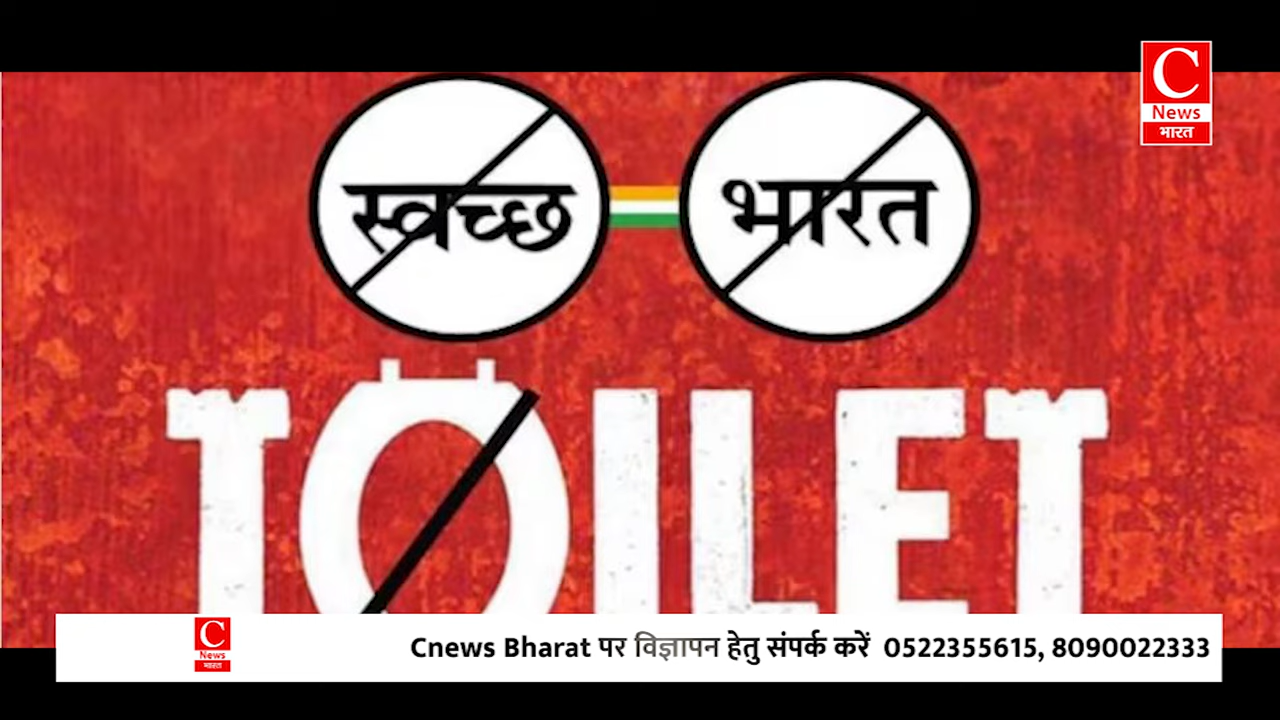 C
News
भारत
स्वच्छ भारत
TOILET
C
News
भारत
Cnews Bharat पर विज्ञापन हेतु संपर्क करें 0522355615, 8090022333